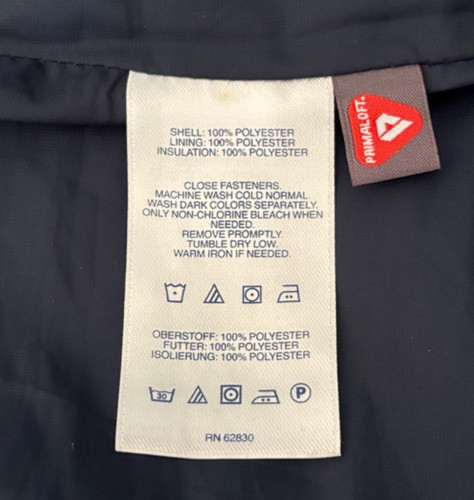 SHELL: 100% POLYESTER
LINING: 100% POLYESTER
INSULATION: 100% POLYESTER
PRIMALOFT
CLOSE FASTENERS.
MACHINE WASH COLD NORMAL.
WASH DARK COLORS SEPARATELY.
ONLY NON-CHLORINE BLEACH WHEN
NEEDED.
REMOVE PROMPTLY.
TUMBLE DRY LOW.
WARM IRON IF NEEDED.
OBERSTOFF: 100% POLYESTER
FUTTER: 100% POLYESTER
ISOLIERUNG: 100% POLYESTER
30
P
RN 62830